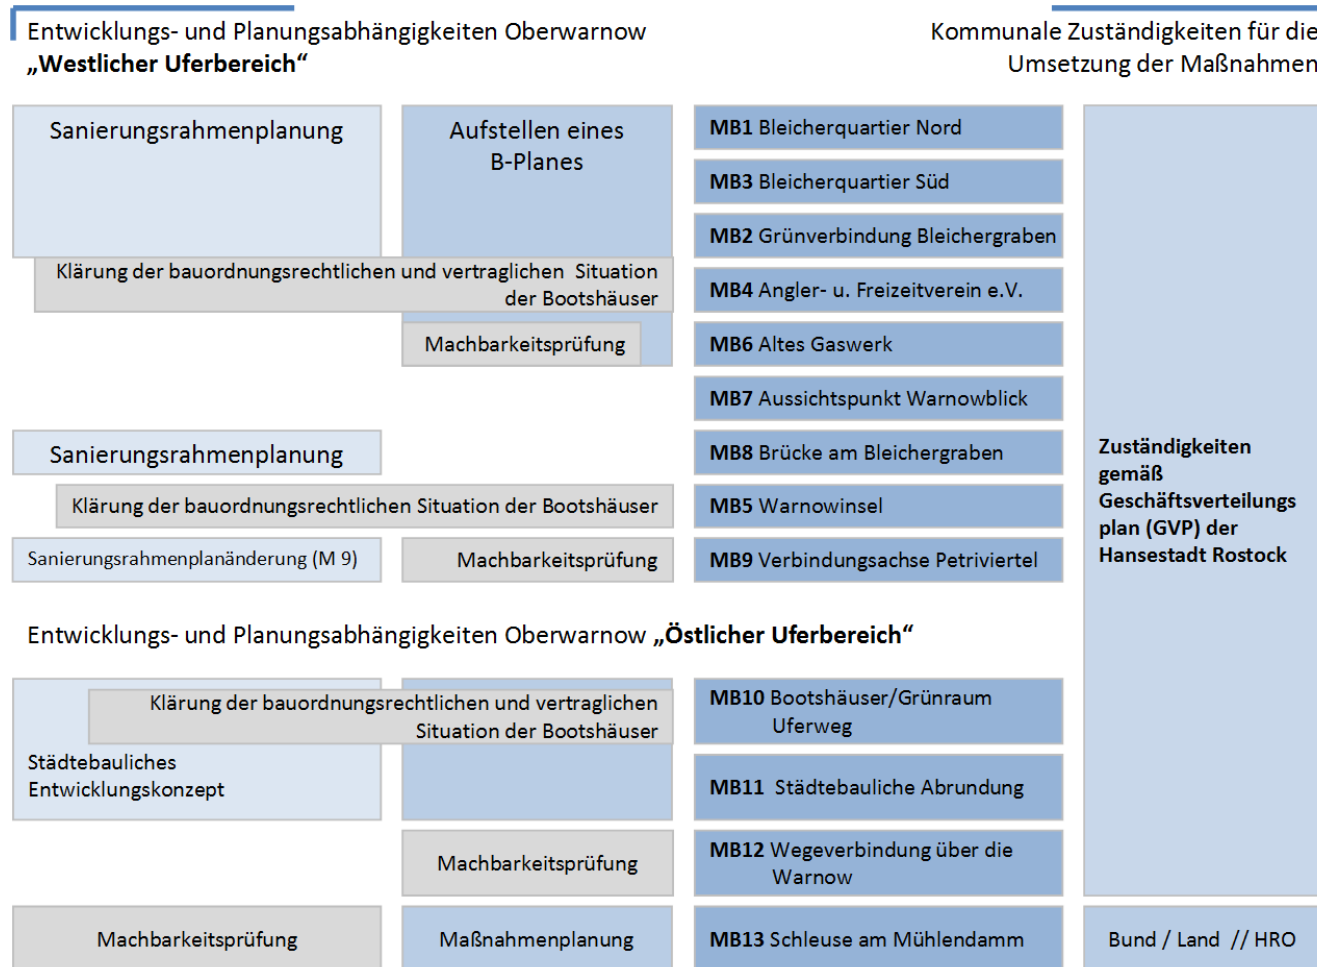 Entwicklungs- und Planungsabhängigkeiten Oberwarnow
„Westlicher Uferbereich“
Kommunale Zuständigkeiten für die
Umsetzung der Maßnahmen
Sanierungsrahmenplanung
Aufstellen eines
B-Planes
Klärung der bauordnungsrechtlichen und vertraglichen Situation
der Bootshäuser
Machbarkeitsprüfung
MB1 Bleicherquartier Nord
MB3 Bleicherquartier Süd
MB2 Grünverbindung Bleichergraben
MB4 Angler- u. Freizeitverein e.V.
MB6 Altes Gaswerk
MB7 Aussichtspunkt Warnowblick
Sanierungsrahmenplanung
MB8 Brücke am Bleichergraben
Klärung der bauordnungsrechtlichen Situation der Bootshäuser
MB5 Warnowinsel
Sanierungsrahmenplanänderung (M 9)
Machbarkeitsprüfung
MB9 Verbindungsachse Petriviertel
Zuständigkeiten
gemäß
Geschäftsverteilungs
plan (GVP) der
Hansestadt Rostock
Entwicklungs- und Planungsabhängigkeiten Oberwarnow „Östlicher Uferbereich“
Klärung der bauordnungsrechtlichen und vertraglichen
Situation der Bootshäuser
Städtebauliches
Entwicklungskonzept
MB10 Bootshäuser/Grünraum
Uferweg
MB11 Städtebauliche Abrundung
Machbarkeitsprüfung
MB12 Wegeverbindung über die
Warnow
Machbarkeitsprüfung
Maßnahmenplanung
MB13 Schleuse am Mühlendamm
Bund / Land // HRO